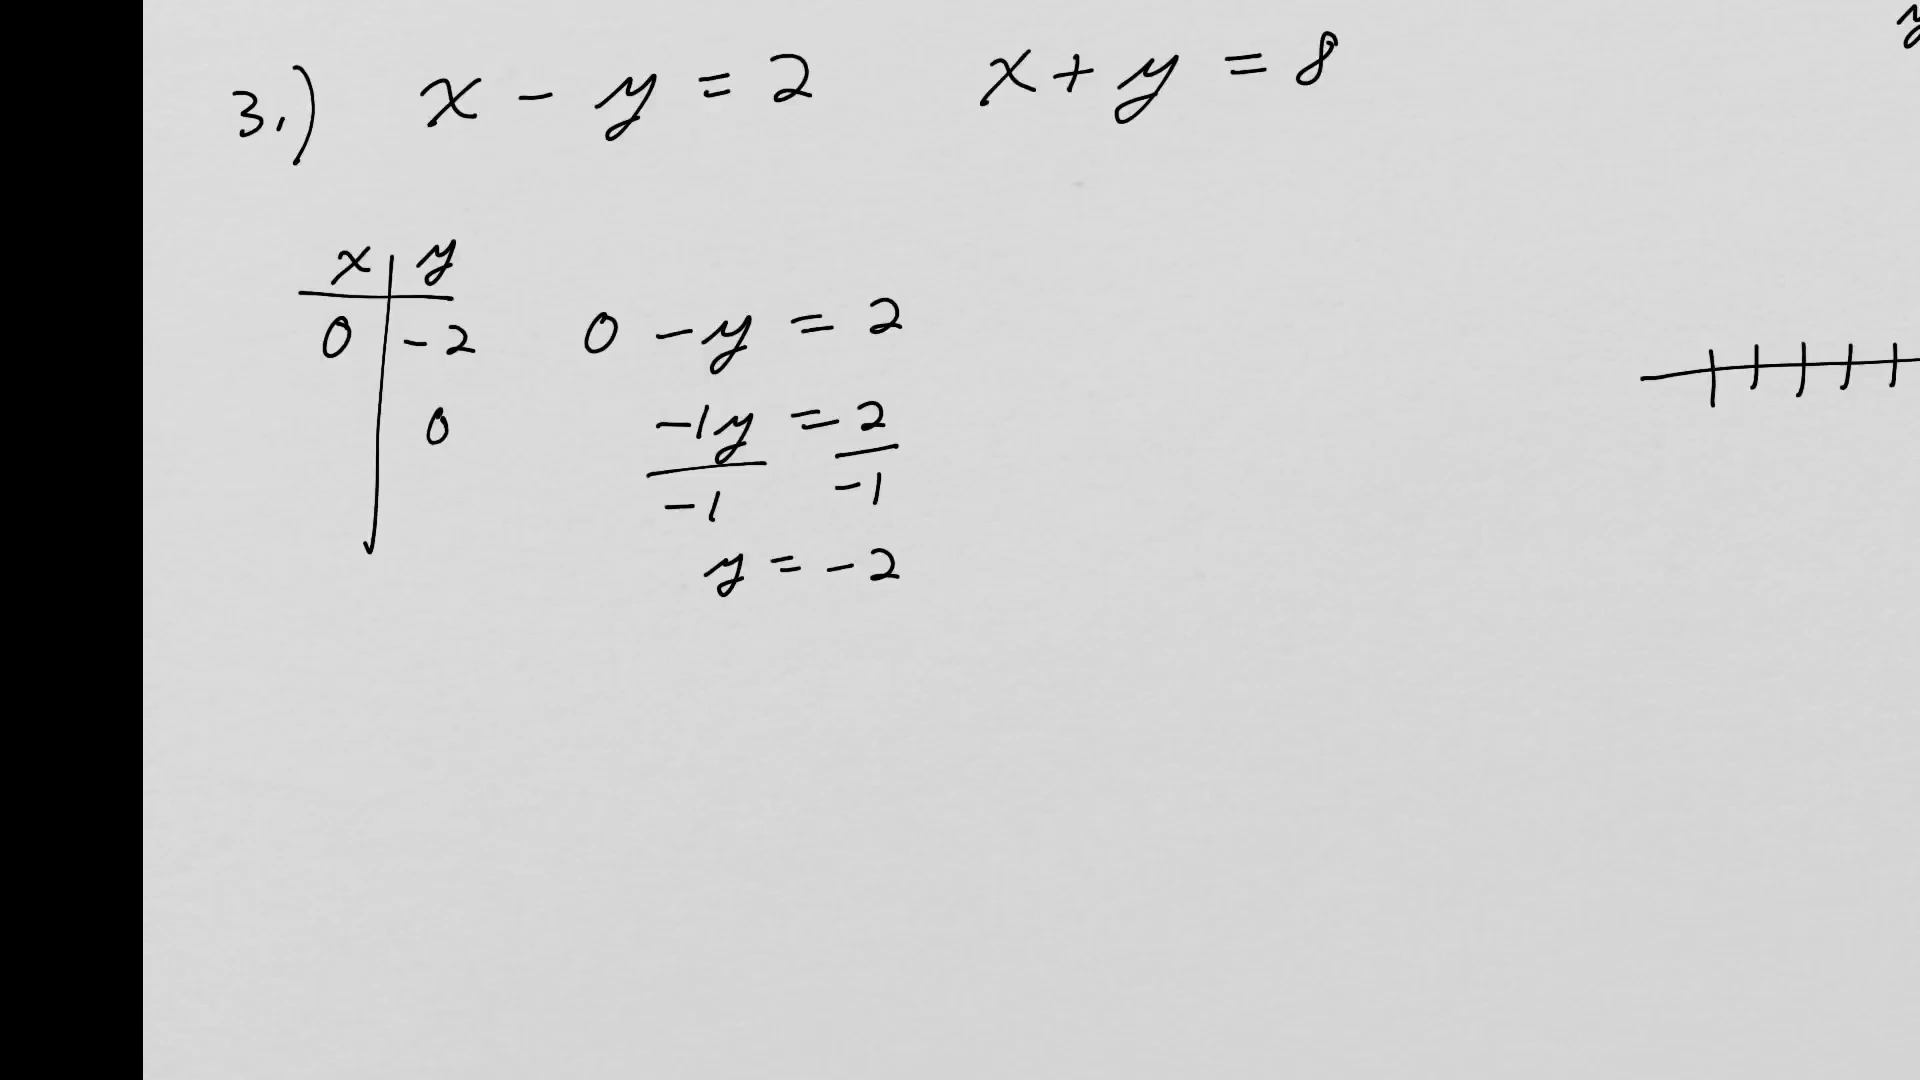 3.) x - y = 2 x + y = 8
x y
0 -2
0
0 - y = 2
-1y = 2
-1 -1
y = -2
y